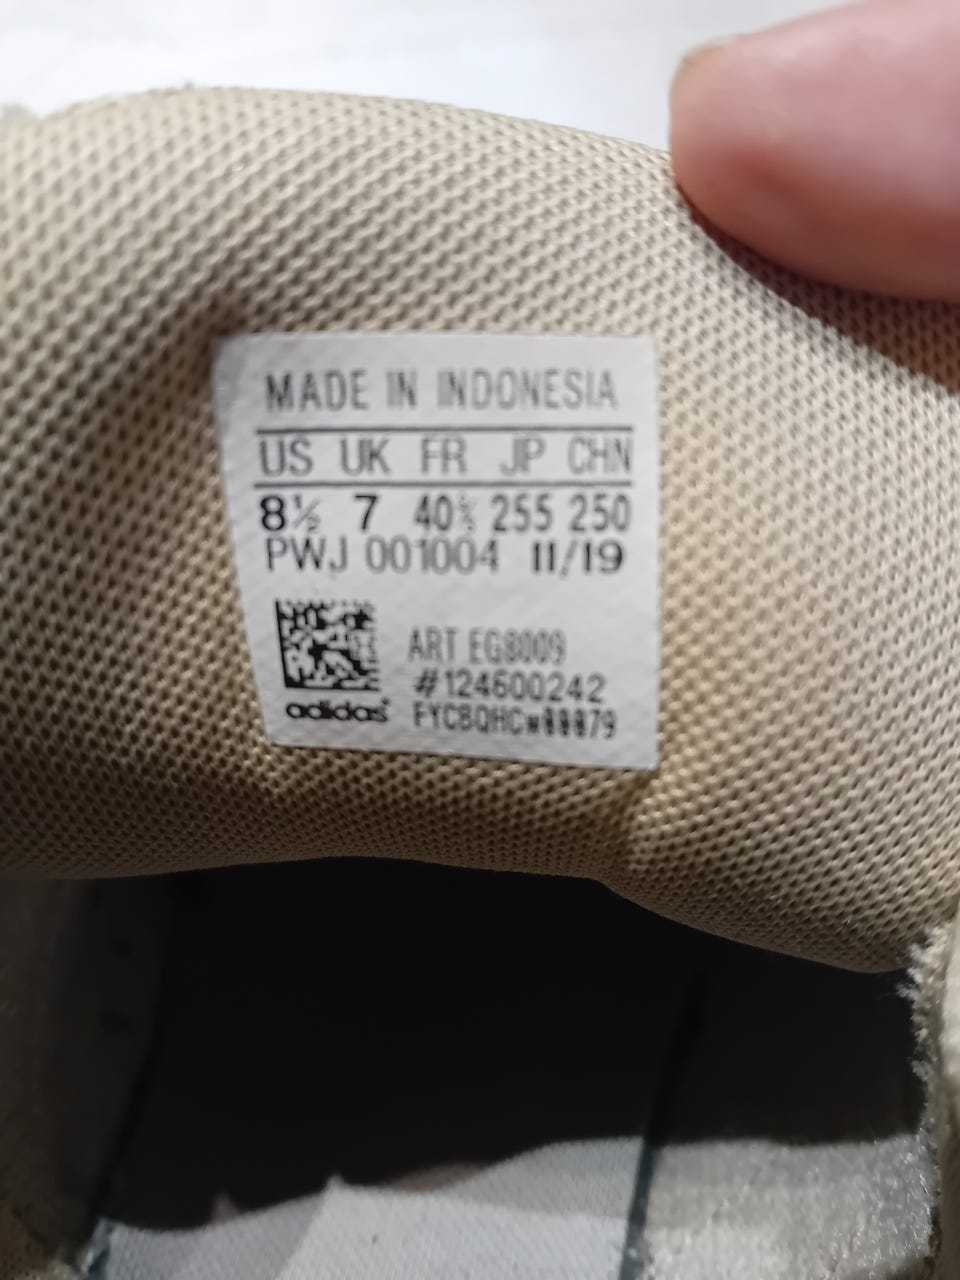 MADE IN INDONESIA
US UK FR JP CHN
8½ 7 40⅔ 255 250
PWJ 001004 11/19
ART EG8009
#124600242
adidas